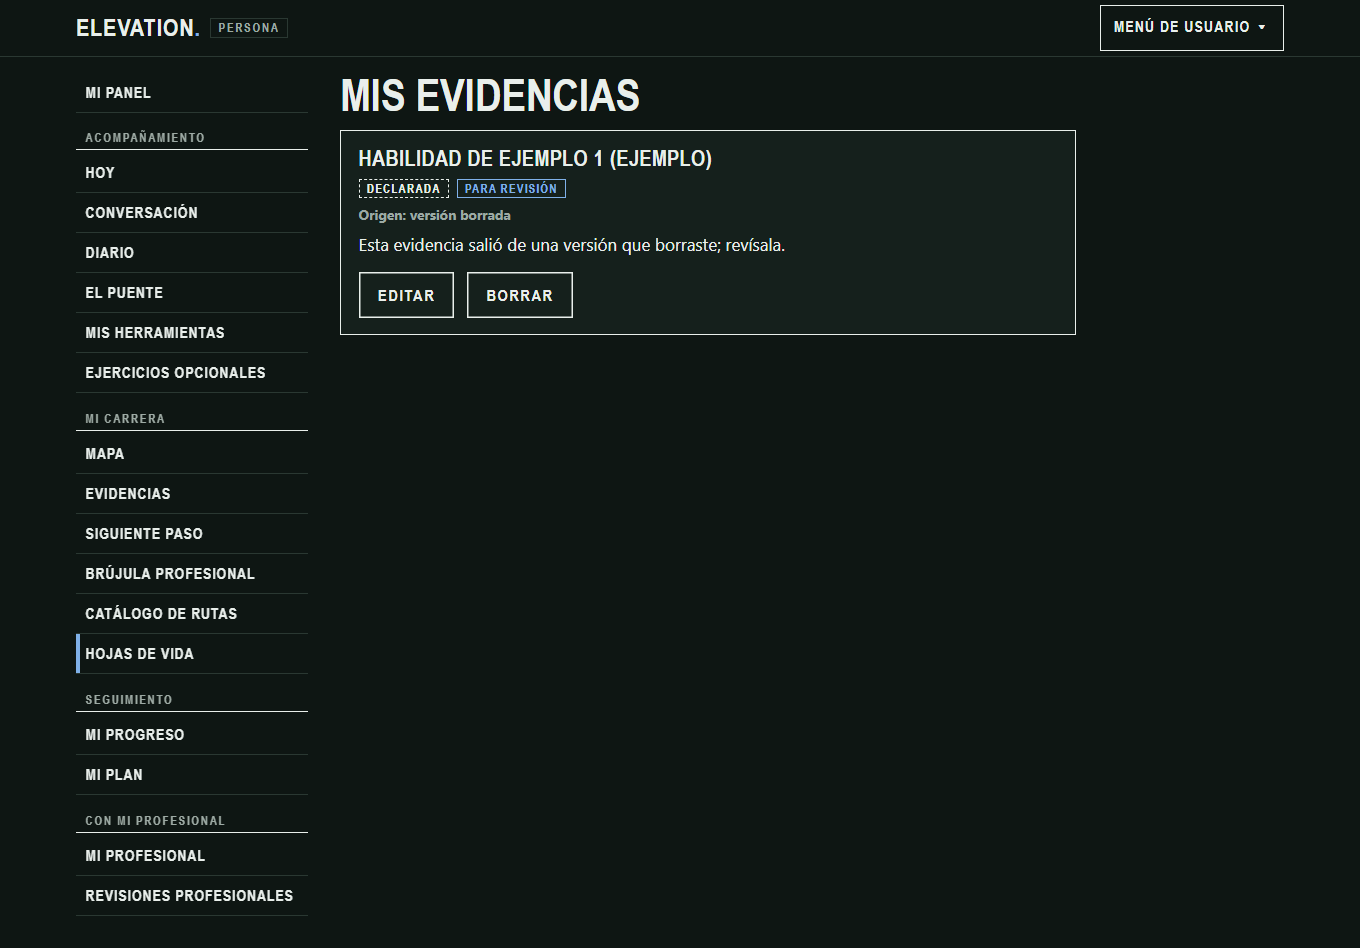 ELEVATION. PERSONA
MENÚ DE USUARIO
MI PANEL
ACOMPAÑAMIENTO
HOY
CONVERSACIÓN
DIARIO
EL PUENTE
MIS HERRAMIENTAS
EJERCICIOS OPCIONALES
MI CARRERA
MAPA
EVIDENCIAS
SIGUIENTE PASO
BRÚJULA PROFESIONAL
CATÁLOGO DE RUTAS
HOJAS DE VIDA
SEGUIMIENTO
MI PROGRESO
MI PLAN
CON MI PROFESIONAL
MI PROFESIONAL
REVISIONES PROFESIONALES
MIS EVIDENCIAS
HABILIDAD DE EJEMPLO 1 (EJEMPLO)
DECLARADA PARA REVISIÓN
Origen: versión borrada
Esta evidencia salió de una versión que borraste; revísala.
EDITAR BORRAR